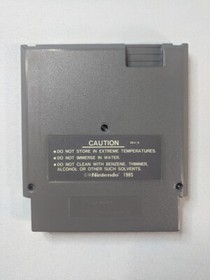 CAUTION
• DO NOT STORE IN EXTREME TEMPERATURES.
• DO NOT IMMERSE IN WATER.
• DO NOT CLEAN WITH BENZENE, THINNER,
ALCOHOL OR OTHER SUCH SOLVENTS.
©Nintendo 1985